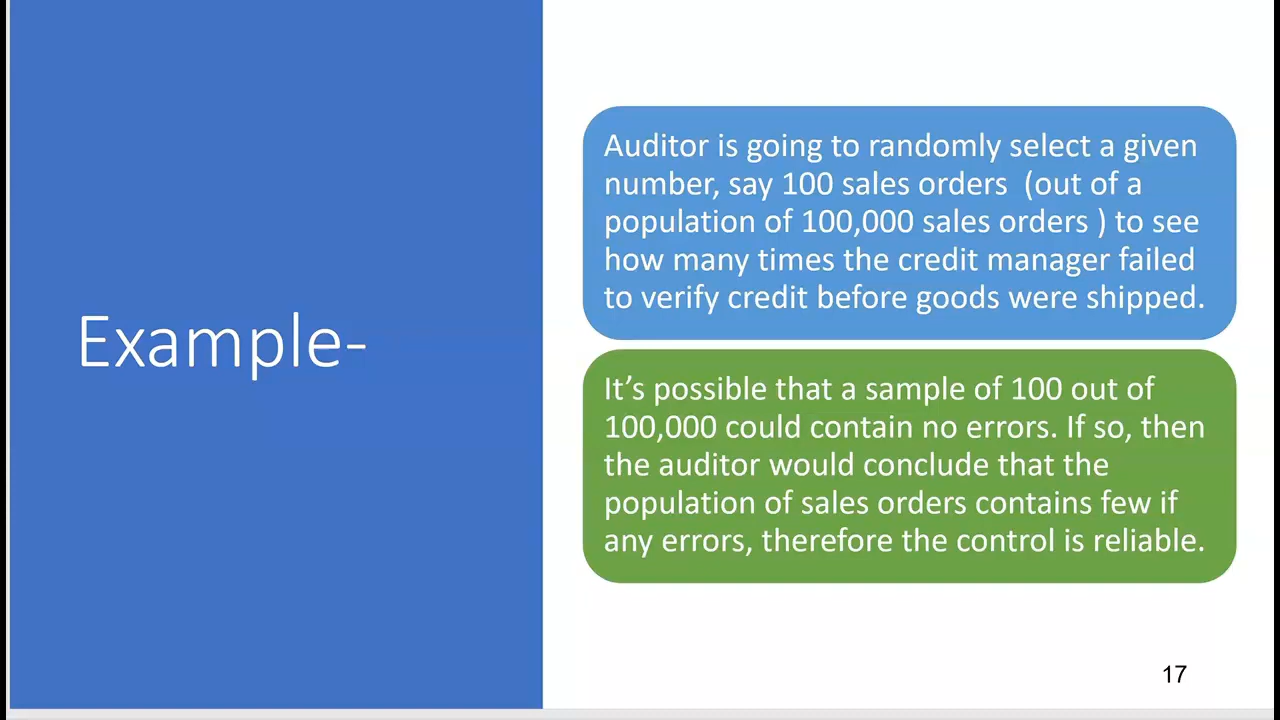 Example-
Auditor is going to randomly select a given
number, say 100 sales orders  (out of a
population of 100,000 sales orders ) to see
how many times the credit manager failed
to verify credit before goods were shipped.
It’s possible that a sample of 100 out of
100,000 could contain no errors. If so, then
the auditor would conclude that the
population of sales orders contains few if
any errors, therefore the control is reliable.
17